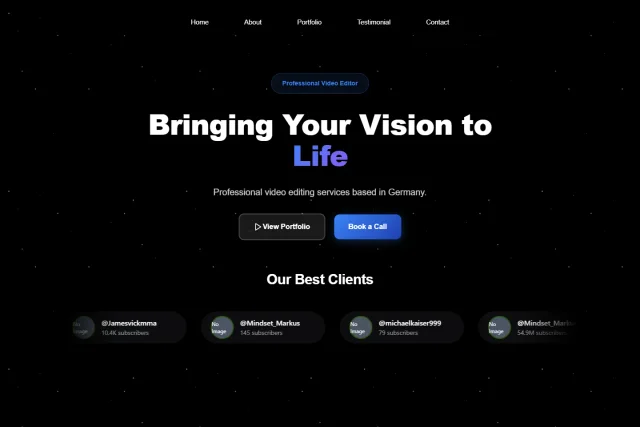 Home About Portfolio Testimonial Contact
Professional Video Editor
Bringing Your Vision to
Life
Professional video editing services based in Germany.
View Portfolio Book a Call
Our Best Clients
No Image @Jamesvickmma 10.4K subscribers
No Image @Mindset_Markus 145 subscribers
No Image @michaelkaiser999 79 subscribers
No Image @Mindset_Markus 54.9M subscribers